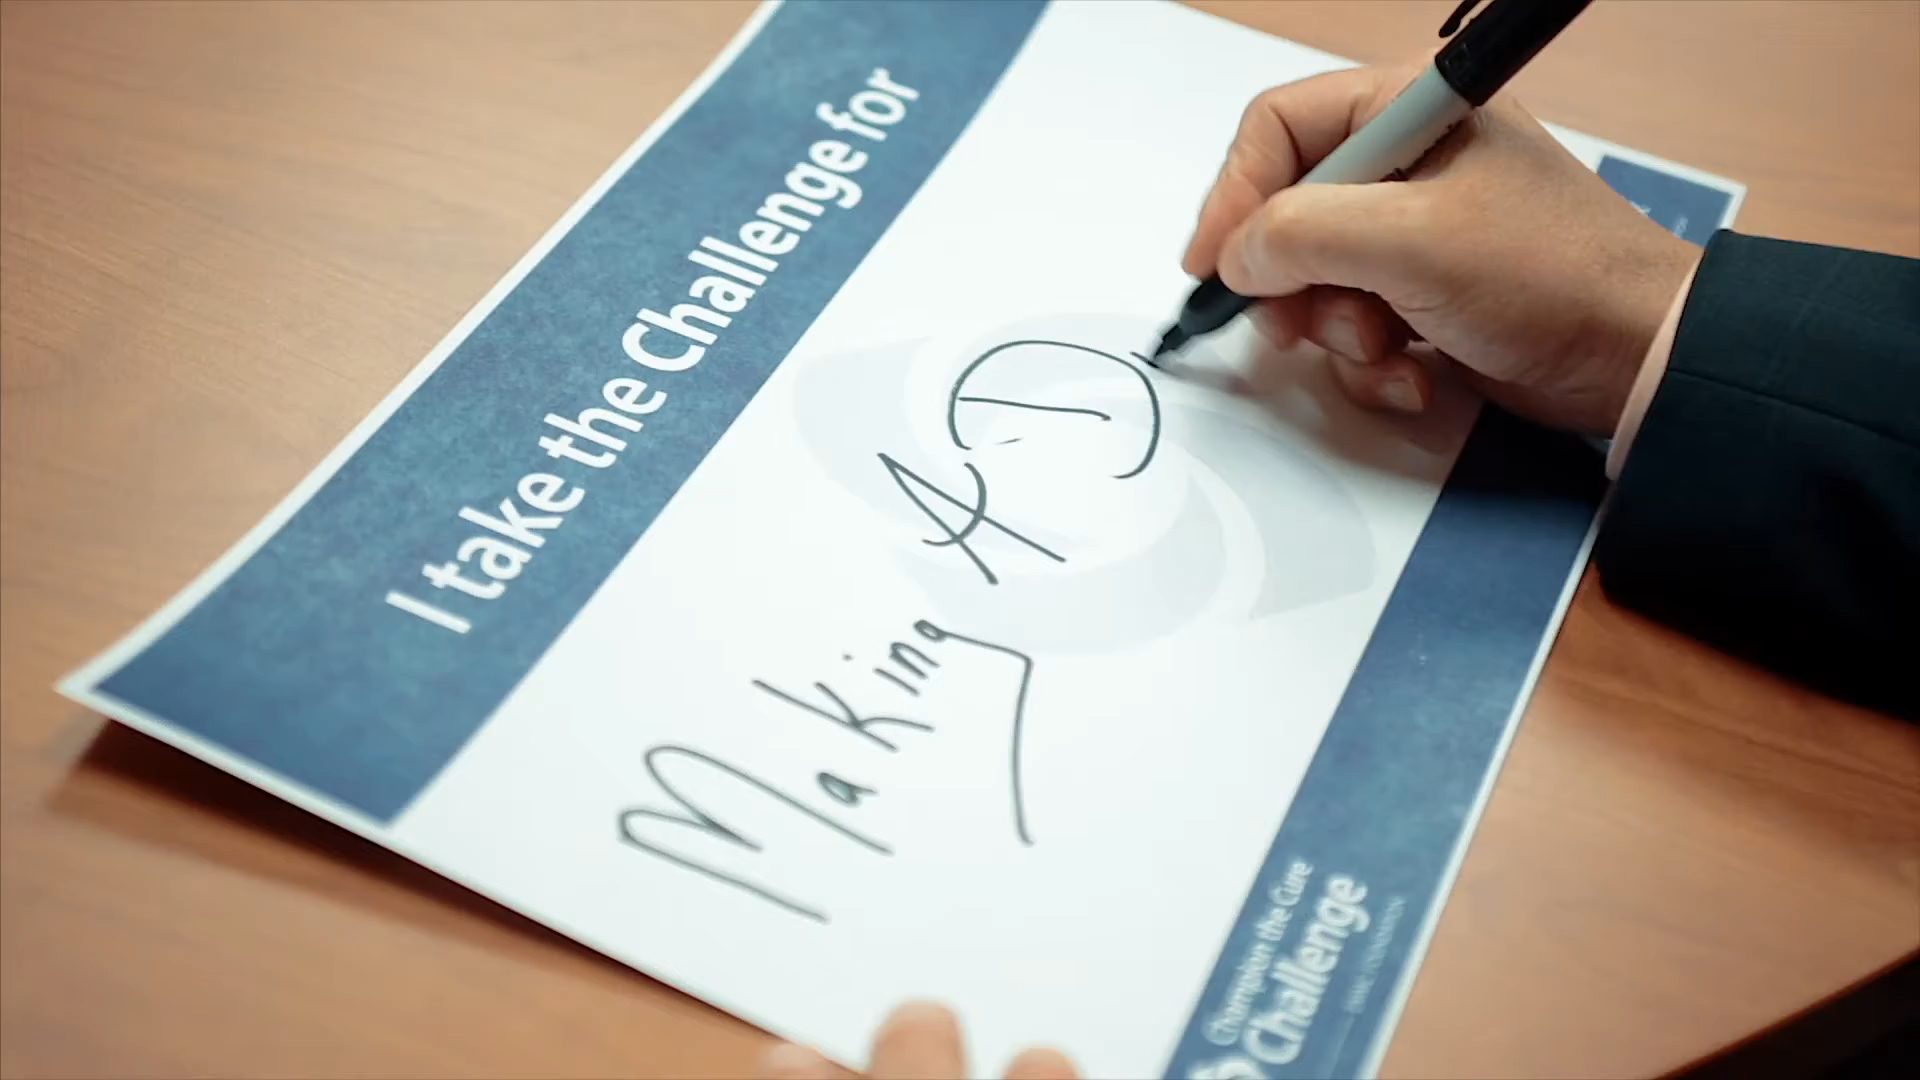 I take the Challenge for
Making A D
Champion the Cure
Challenge